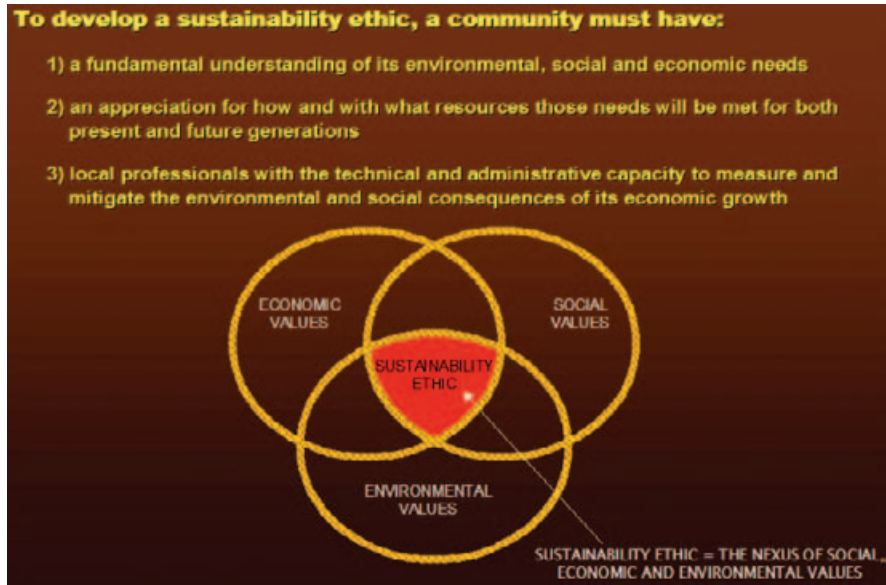 To develop a sustainability ethic, a community must have:
1) a fundamental understanding of its environmental, social and economic needs
2) an appreciation for how and with what resources those needs will be met for both
present and future generations
3) local professionals with the technical and administrative capacity to measure and
mitigate the environmental and social consequences of its economic growth
ECONOMIC
VALUES
SOCIAL
VALUES
SUSTAINABILITY
ETHIC
ENVIRONMENTAL
VALUES
SUSTAINABILITY ETHIC = THE NEXUS OF SOCIAL,
ECONOMIC AND ENVIRONMENTAL VALUES